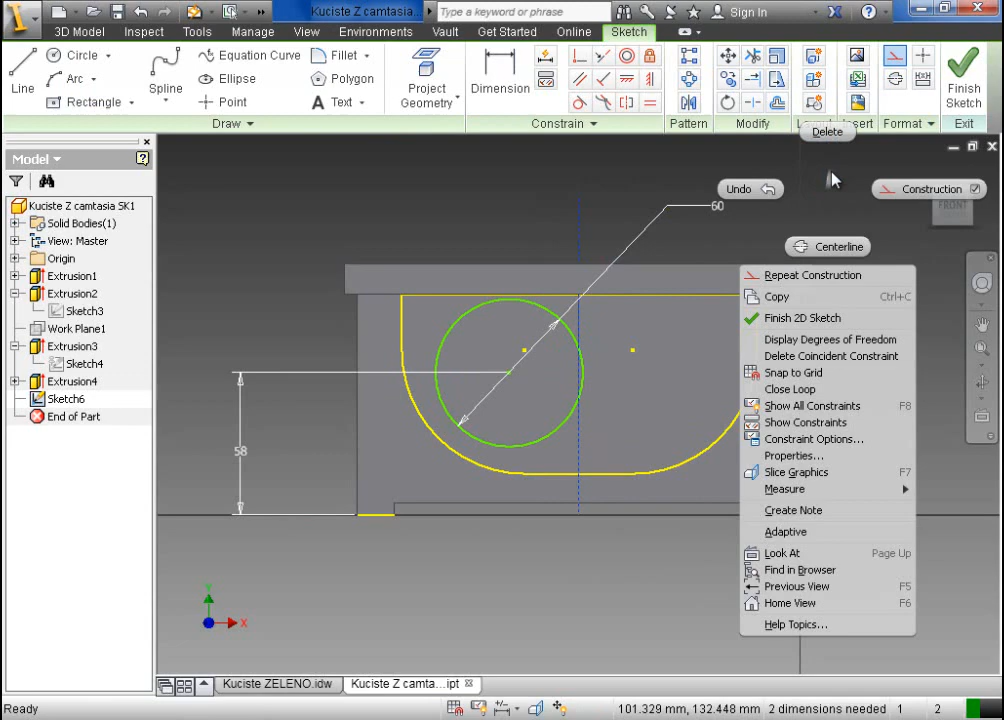 Kuciste Z camtasia...
Type a keyword or phrase
Sign In
3D Model Inspect Tools Manage View Environments Vault Get Started Online Sketch
Line
Circle
Arc
Rectangle
Spline
Equation Curve
Ellipse
Point
Fillet
Polygon
Text
Project
Geometry
Dimension
Finish
Sketch
Draw
Constrain
Pattern
Modify
Insert
Format
Exit
Delete
Model
Kuciste Z camtasia SK1
Solid Bodies(1)
View: Master
Origin
Extrusion1
Extrusion2
Sketch3
Work Plane1
Extrusion3
Sketch4
Extrusion4
Sketch6
End of Part
Undo
Construction
FRONT
60
Centerline
58
Repeat Construction
Copy Ctrl+C
Finish 2D Sketch
Display Degrees of Freedom
Delete Coincident Constraint
Snap to Grid
Close Loop
Show All Constraints F8
Show Constraints
Constraint Options...
Properties...
Slice Graphics F7
Measure
Create Note
Adaptive
Look At Page Up
Find in Browser
Previous View F5
Home View F6
Help Topics...
Y
X
Kuciste ZELENO.idw
Kuciste Z camta...ipt
Ready
101.329 mm, 132.448 mm 2 dimensions needed 1 2